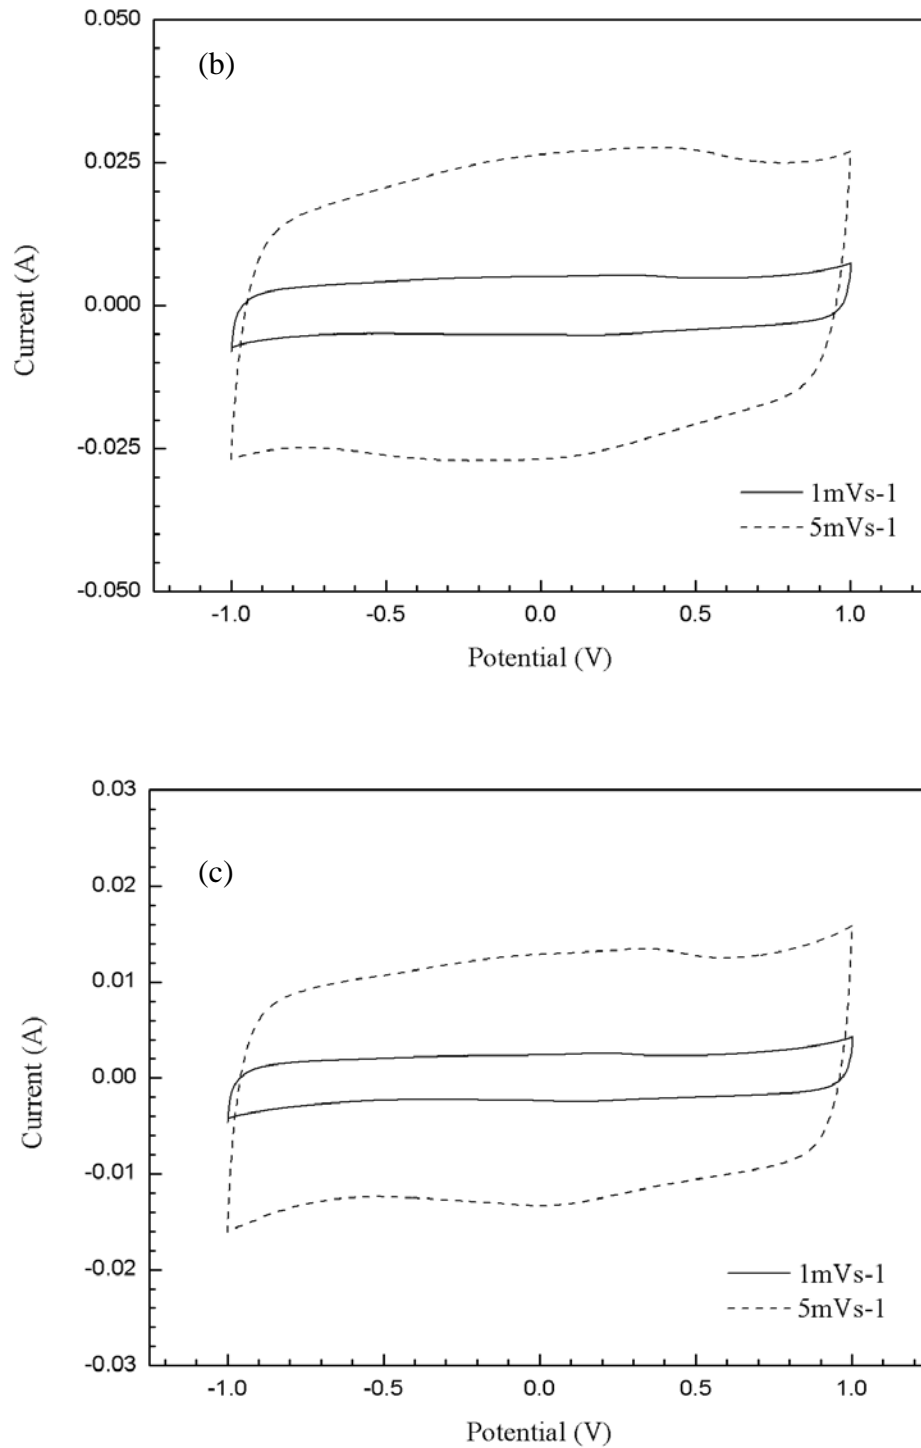 0.050
(b)
0.025
0.000
-0.025
-0.050
Current (A)
1mVs-1
5mVs-1
-1.0 -0.5 0.0 0.5 1.0
Potential (V)
0.03
(c)
0.02
0.01
0.00
-0.01
-0.02
-0.03
Current (A)
1mVs-1
5mVs-1
-1.0 -0.5 0.0 0.5 1.0
Potential (V)